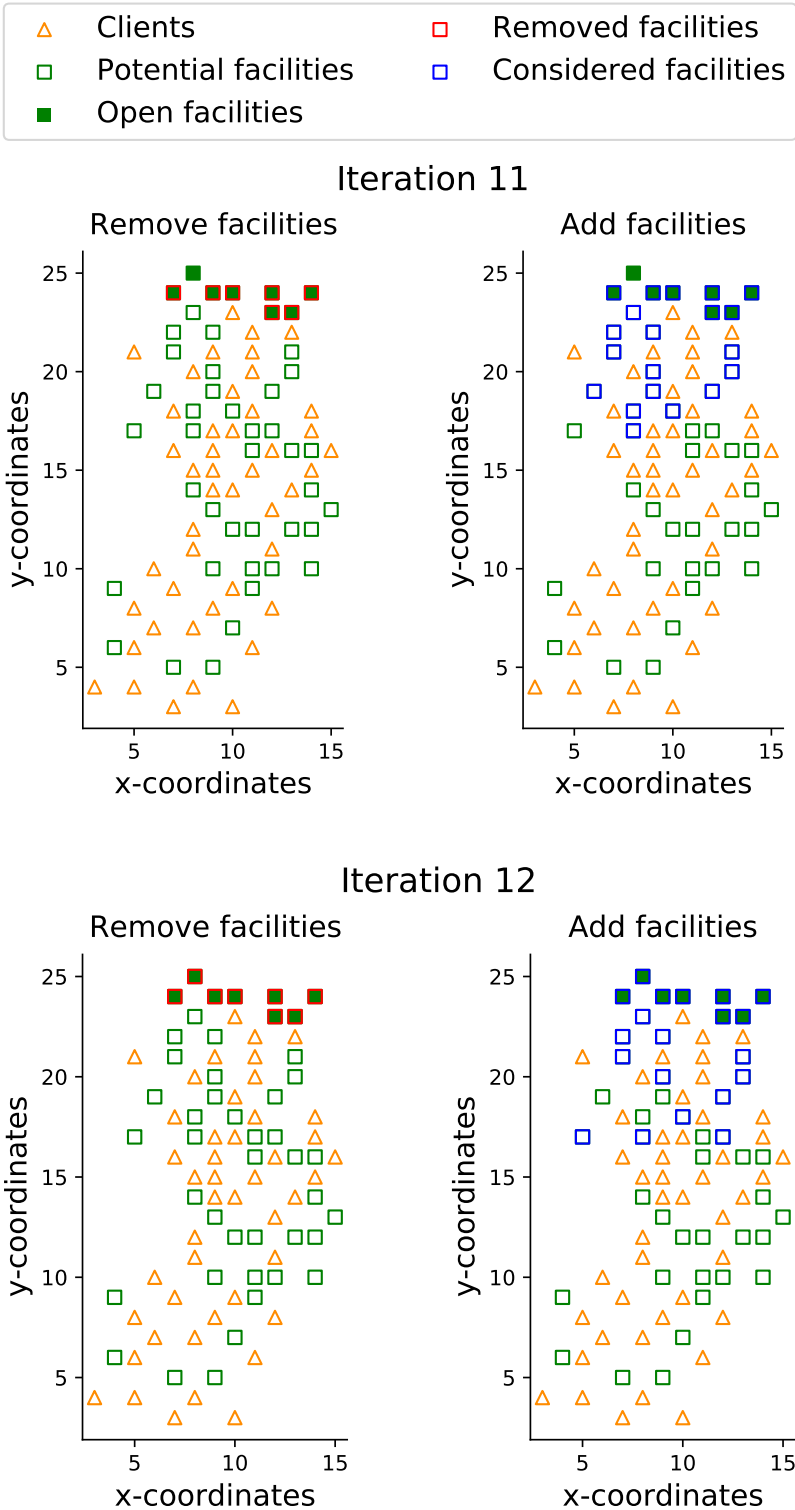 Clients
Removed facilities
Potential facilities
Considered facilities
Open facilities
Iteration 11
Remove facilities
Add facilities
25
20
15
10
5
y-coordinates
5 10 15
x-coordinates
25
20
15
10
5
y-coordinates
5 10 15
x-coordinates
Iteration 12
Remove facilities
Add facilities
25
20
15
10
5
y-coordinates
5 10 15
x-coordinates
25
20
15
10
5
y-coordinates
5 10 15
x-coordinates